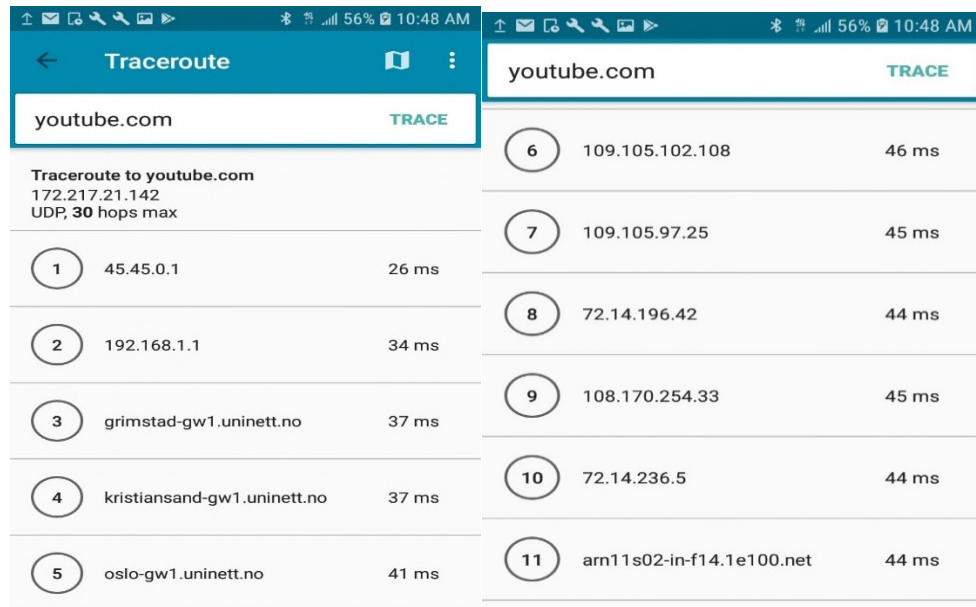 56% 10:48 AM
Traceroute
youtube.com TRACE
Traceroute to youtube.com
172.217.21.142
UDP, 30 hops max
1 45.45.0.1 26 ms
2 192.168.1.1 34 ms
3 grimstad-gw1.uninett.no 37 ms
4 kristiansand-gw1.uninett.no 37 ms
5 oslo-gw1.uninett.no 41 ms
56% 10:48 AM
youtube.com TRACE
6 109.105.102.108 46 ms
7 109.105.97.25 45 ms
8 72.14.196.42 44 ms
9 108.170.254.33 45 ms
10 72.14.236.5 44 ms
11 arn11s02-in-f14.1e100.net 44 ms